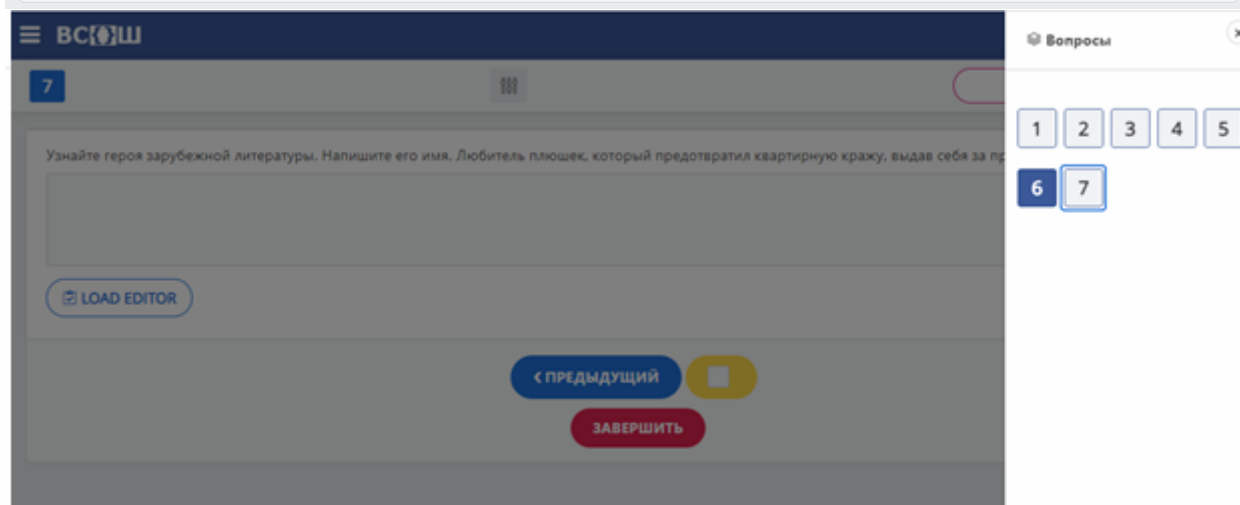 ВСОШ
Вопросы
7
1 2 3 4 5
6 7
Узнайте героя зарубежной литературы. Напишите его имя. Любитель плюшек, который предотвратил квартирную кражу, выдав себя за пр
LOAD EDITOR
ПРЕДЫДУЩИЙ
ЗАВЕРШИТЬ